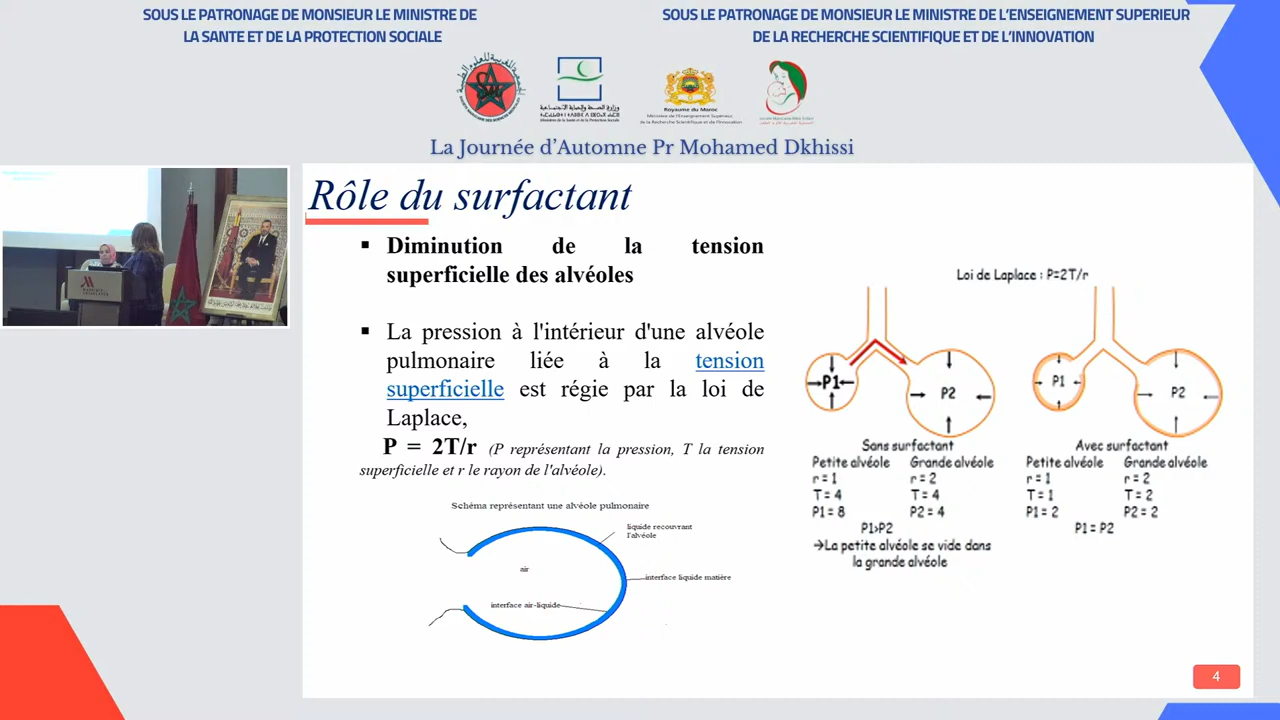 SOUS LE PATRONAGE DE MONSIEUR LE MINISTRE DE
LA SANTE ET DE LA PROTECTION SOCIALE
SOUS LE PATRONAGE DE MONSIEUR LE MINISTRE DE L'ENSEIGNEMENT SUPERIEUR
DE LA RECHERCHE SCIENTIFIQUE ET DE L'INNOVATION
Royaume du Maroc
La Journée d'Automne Pr Mohamed Dkhissi
Rôle du surfactant
▪ Diminution de la tension
superficielle des alvéoles
▪ La pression à l'intérieur d'une alvéole
pulmonaire liée à la tension
superficielle est régie par la loi de
Laplace,
P = 2T/r (P représentant la pression, T la tension
superficielle et r le rayon de l'alvéole).
Schéma représentant une alvéole pulmonaire
liquide recouvrant
l'alvéole
air
interface liquide matière
interface air-liquide
Loi de Laplace : P=2T/r
P1
P2
Sans surfactant
Petite alvéole Grande alvéole
r = 1 r = 2
T = 4 T = 4
P1 = 8 P2 = 4
P1>P2
→La petite alvéole se vide dans
la grande alvéole
P1
P2
Avec surfactant
Petite alvéole Grande alvéole
r = 1 r = 2
T = 1 T = 2
P1 = 2 P2 = 2
P1 = P2
4